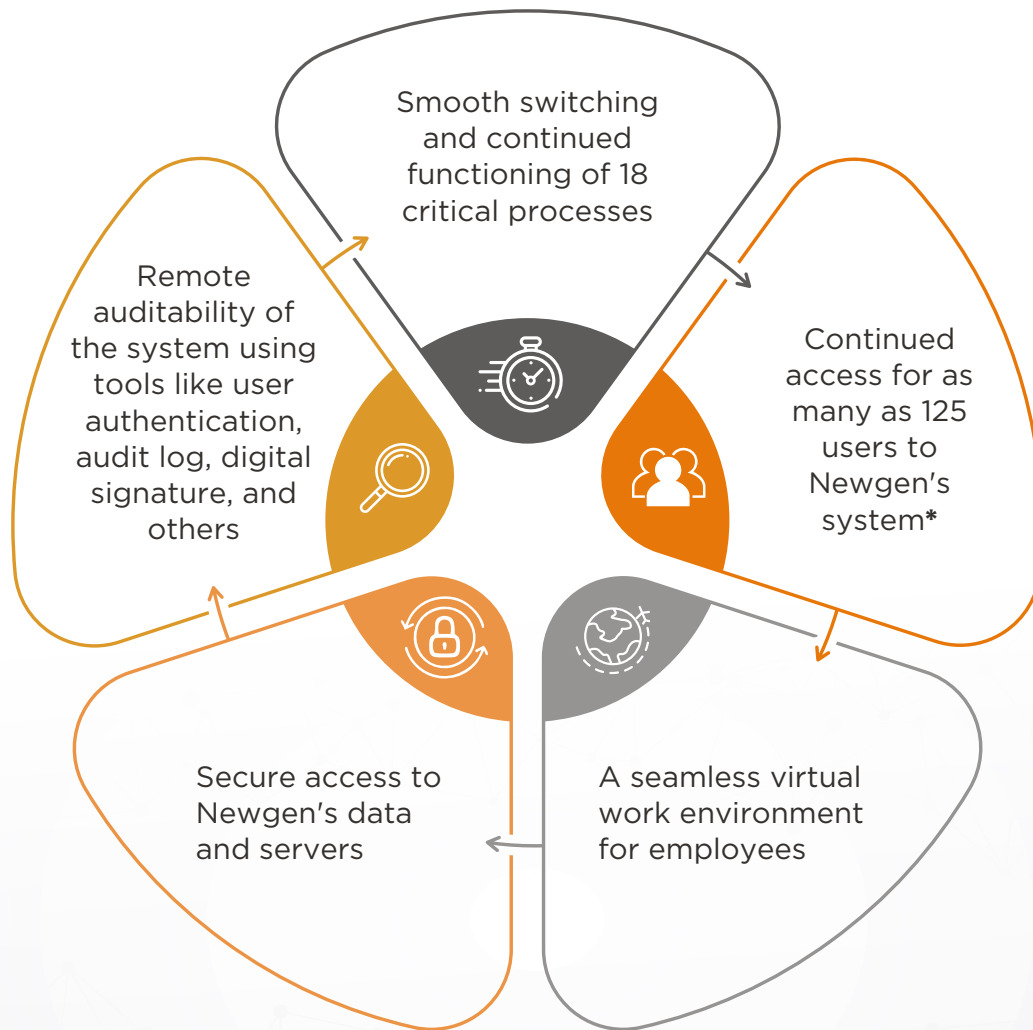 Smooth switching
and continued
functioning of 18
critical processes
Continued
access for as
many as 125
users to
Newgen's
system*
A seamless virtual
work environment
for employees
Secure access to
Newgen's data
and servers
Remote
auditability of
the system using
tools like user
authentication,
audit log, digital
signature, and
others